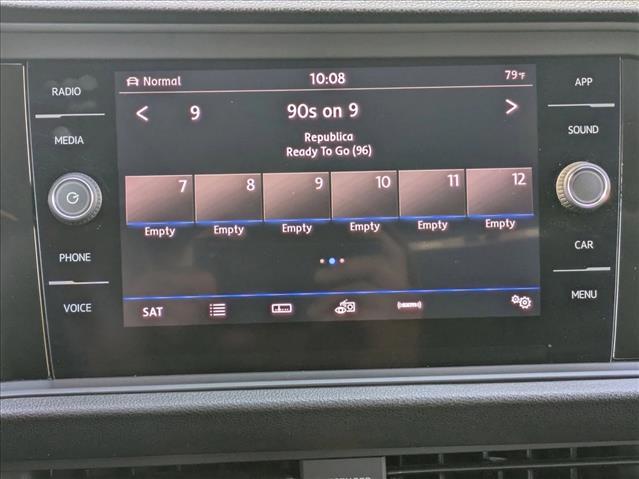 RADIO
MEDIA
PHONE
VOICE
Normal 10:08 79°F
< 9 90s on 9 >
Republica
Ready To Go (96)
7 8 9 10 11 12
Empty Empty Empty Empty Empty Empty
SAT
APP
SOUND
CAR
MENU